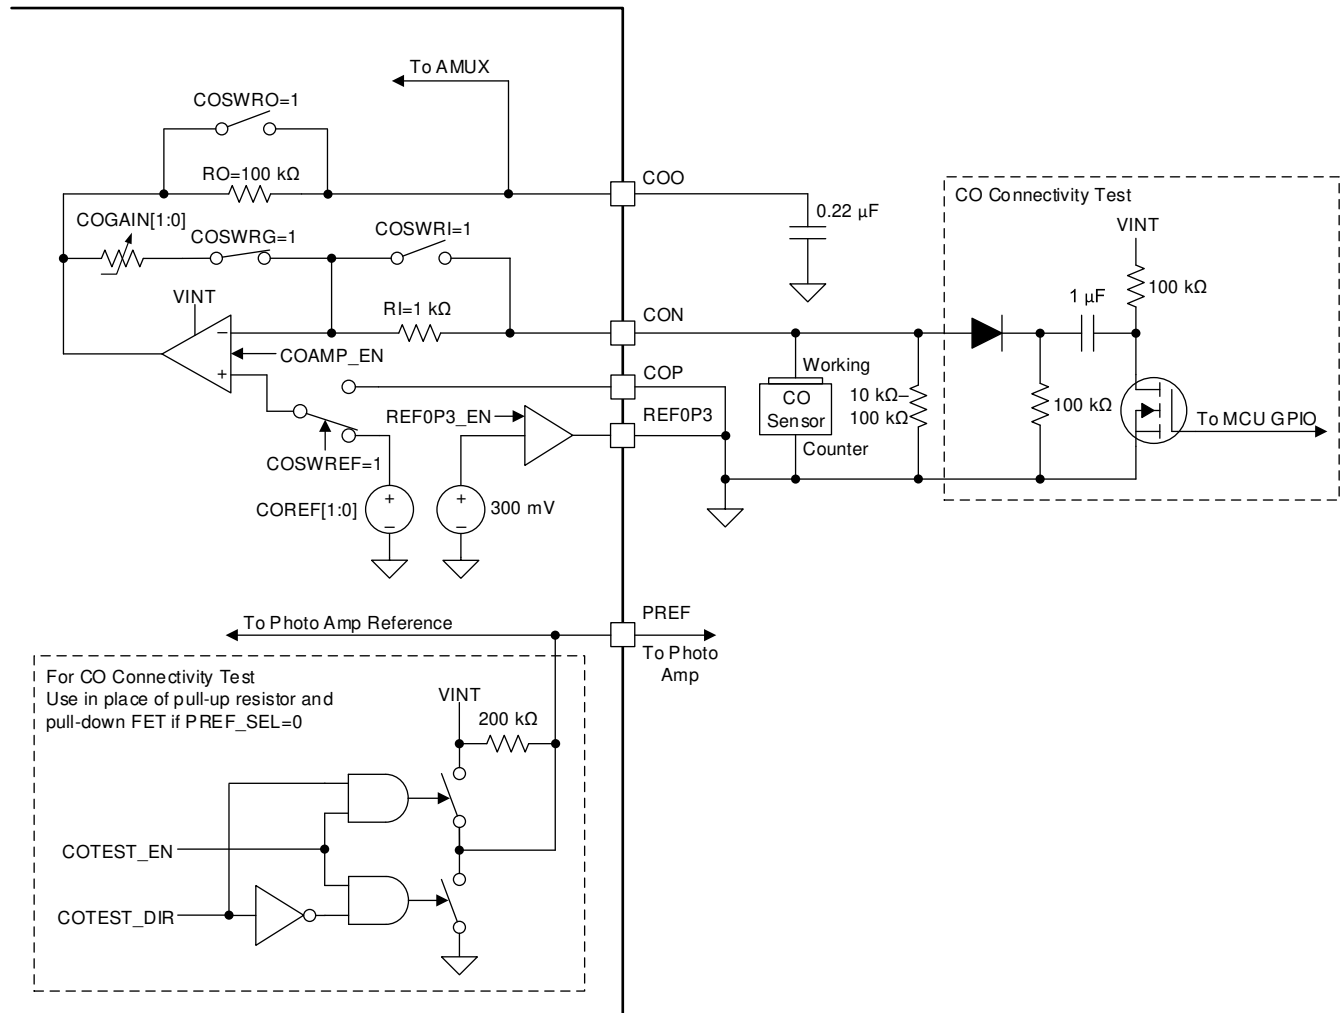 To AMUX
COSWRO=1
RO=100 kΩ
COO
COGAIN[1:0]
COSWRG=1
COSWRI=1
0.22 µF
CO Connectivity Test
VINT
100 kΩ
1 µF
VINT
RI=1 kΩ
CON
COAMP_EN
COP
Working
CO
Sensor
Counter
10 kΩ–
100 kΩ
100 kΩ
To MCU GPIO
REF0P3_EN
REF0P3
COSWREF=1
COREF[1:0]
300 mV
+
–
+
–
+
–
PREF
To Photo Amp Reference
To Photo
Amp
For CO Connectivity Test
Use in place of pull-up resistor and
pull-down FET if PREF_SEL=0
VINT
200 kΩ
COTEST_EN
COTEST_DIR